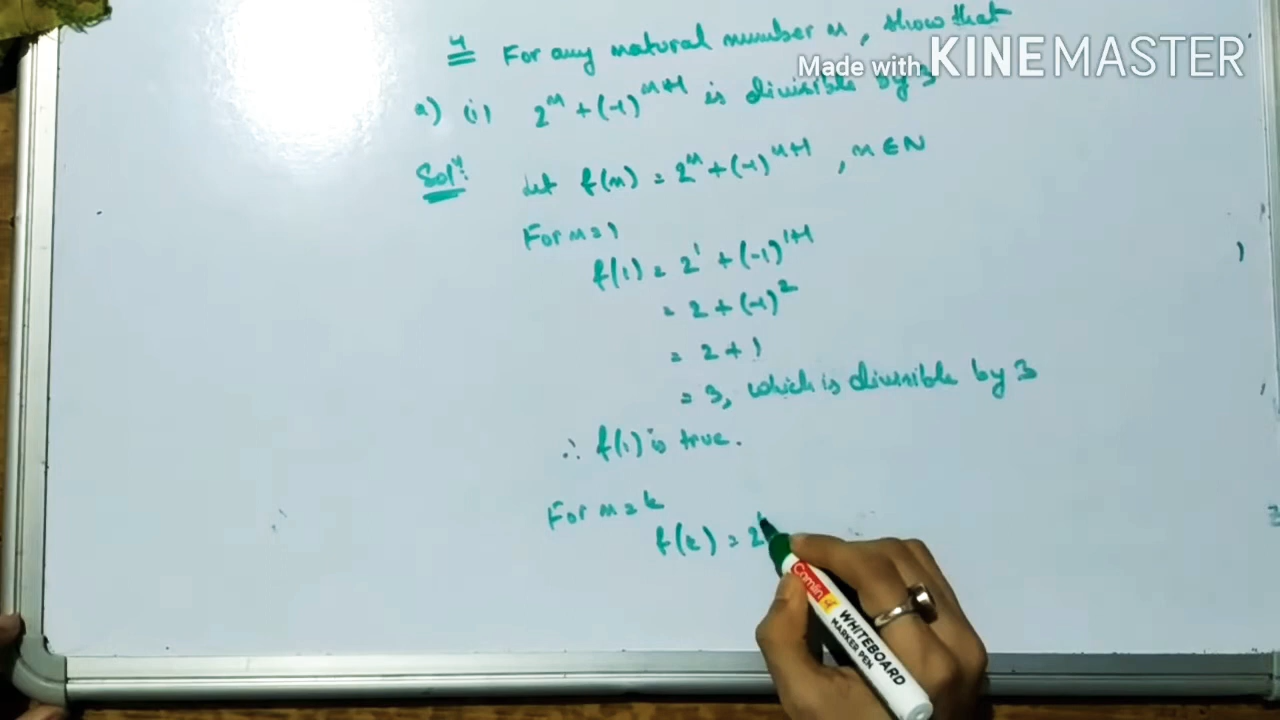 4 For any natural number n, show that
Made with KINEMASTER
a) (i) 2^n + (-1)^{n+1} is divisible by 3
Solⁿ: Let f(n) = 2^n + (-1)^{n+1}, n ∈ N
For n = 1
f(1) = 2^1 + (-1)^{1+1}
= 2 + (-1)^2
= 2 + 1
= 3, which is divisible by 3
∴ f(1) is true.
For n = k
f(k) = 2^k
Camlin
WHITEBOARD
MARKER PEN